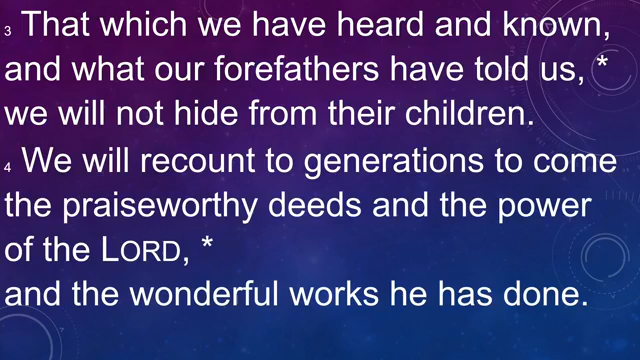 3 That which we have heard and known,
and what our forefathers have told us, *
we will not hide from their children.
4 We will recount to generations to come
the praiseworthy deeds and the power
of the LORD, *
and the wonderful works he has done.